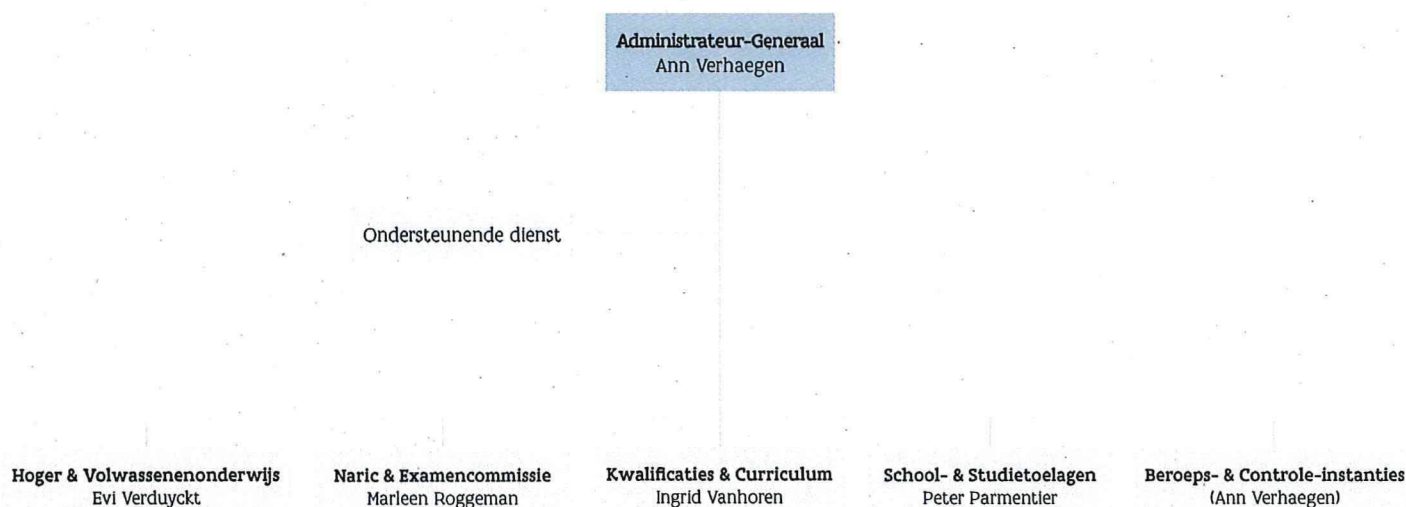 Administrateur-Generaal
Ann Verhaegen
Ondersteunende dienst
Hoger & Volwassenenonderwijs
Evi Verduyckt
Naric & Examencommissie
Marleen Roggeman
Kwalificaties & Curriculum
Ingrid Vanhoren
School- & Studietoelagen
Peter Parmentier
Beroeps- & Controle-instanties
(Ann Verhaegen)